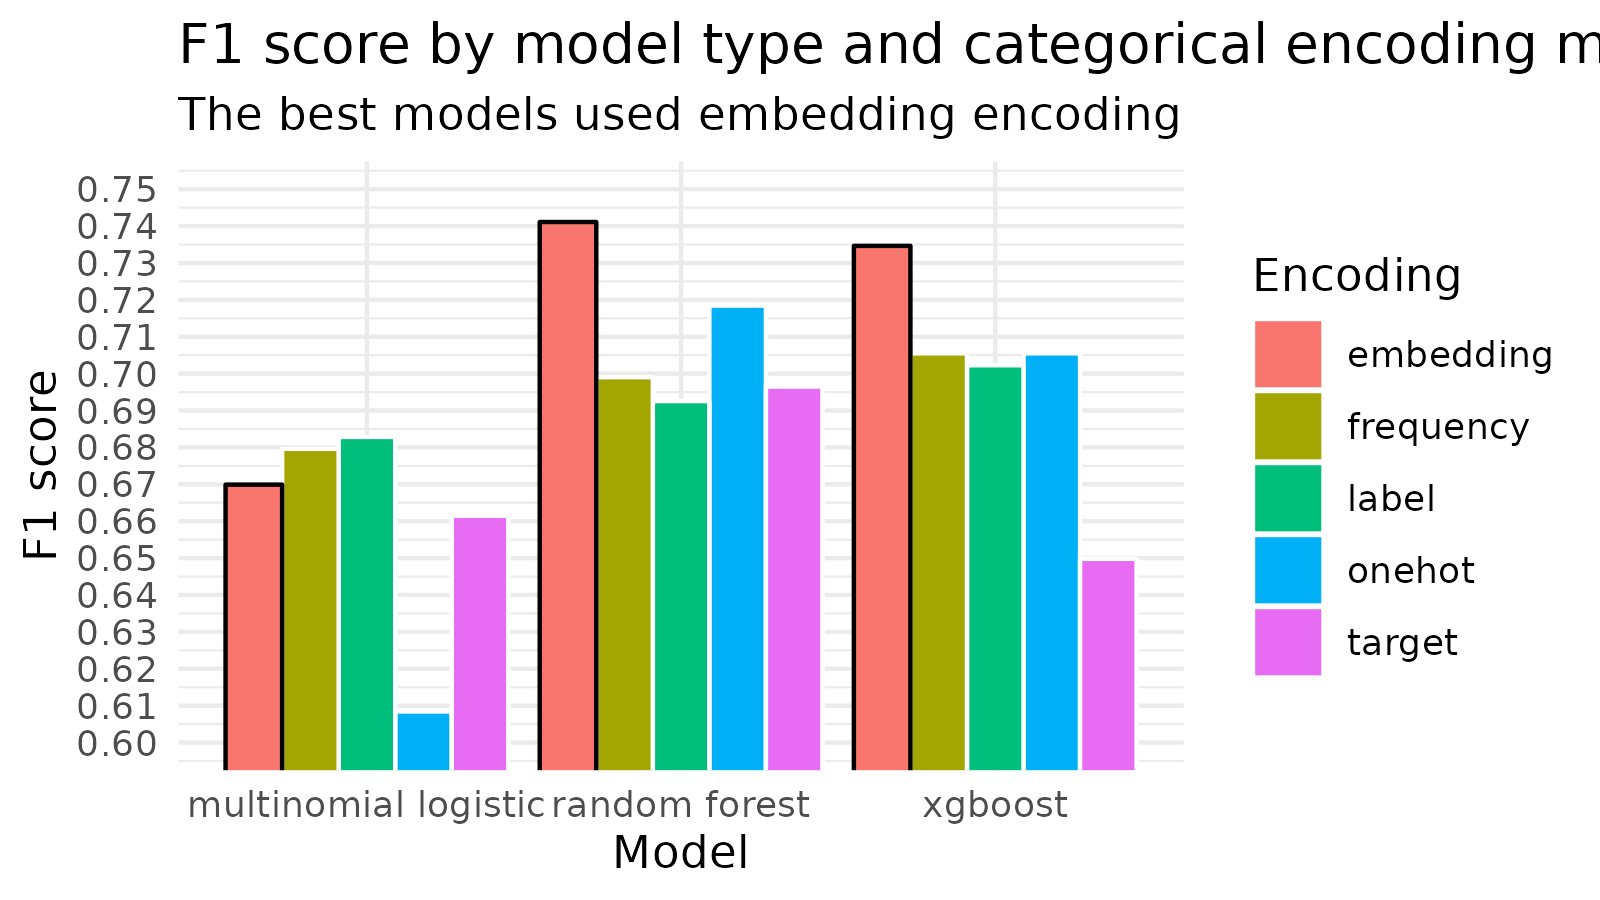 F1 score by model type and categorical encoding m
The best models used embedding encoding
F1 score
0.75
0.74
0.73
0.72
0.71
0.70
0.69
0.68
0.67
0.66
0.65
0.64
0.63
0.62
0.61
0.60
multinomial logistic
random forest
xgboost
Model
Encoding
embedding
frequency
label
onehot
target